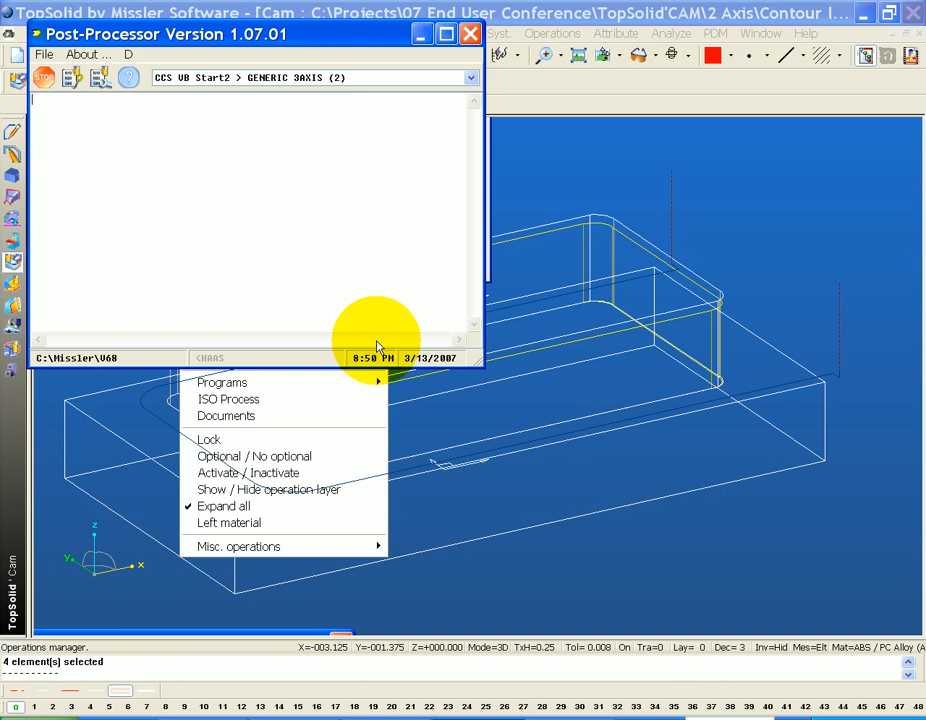 TopSolid by Missler Software - [Cam : C:\Projects\07 End User Conference\TopSolid'CAM\2 Axis\Contour I...
Post-Processor Version 1.07.01
Syst. Operations Attribute Analyze PDM Window Help
File About ... D
STOP CCS VB Start2 > GENERIC 3AXIS (2)
C:\Missler\V68 <HAAS 8:50 PM 3/13/2007
Programs
ISO Process
Documents
Lock
Optional / No optional
Activate / Inactivate
Show / Hide operation layer
Expand all
Left material
Misc. operations
z
y
x
TopSolid ' Cam
Operations manager. X=-003.125 Y=-001.375 Z=+000.000 Mode=3D TxH=0.25 Tol= 0.008 On Tra=0 Lay= 0 Dec= 3 Inv=Hid Mes=Elt Mat=ABS / PC Alloy (A
4 element(s) selected
----------
0 1 2 3 4 5 6 7 8 9 10 11 12 13 14 15 16 17 18 19 20 21 22 23 24 25 26 27 28 29 30 31 32 33 34 35 36 37 38 39 40 41 42 43 44 45 46 47 48